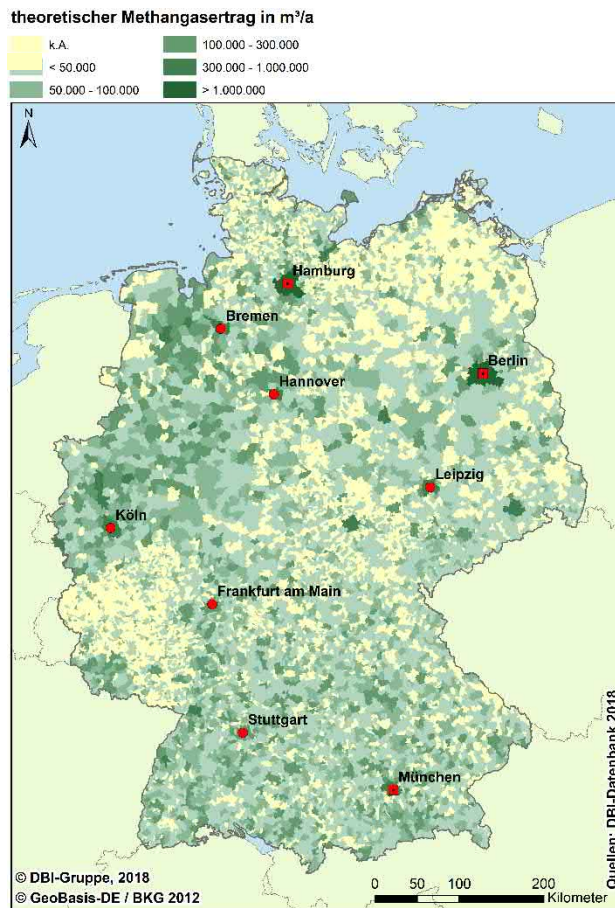 theoretischer Methangasertrag in m³/a
k.A.
< 50.000
50.000 - 100.000
100.000 - 300.000
300.000 - 1.000.000
> 1.000.000
N
Hamburg
Bremen
Berlin
Hannover
Leipzig
Köln
Frankfurt am Main
Stuttgart
München
Quellen: DBI-Datenbank 2018
© DBI-Gruppe, 2018
© GeoBasis-DE / BKG 2012
0 50 100 200
Kilometer